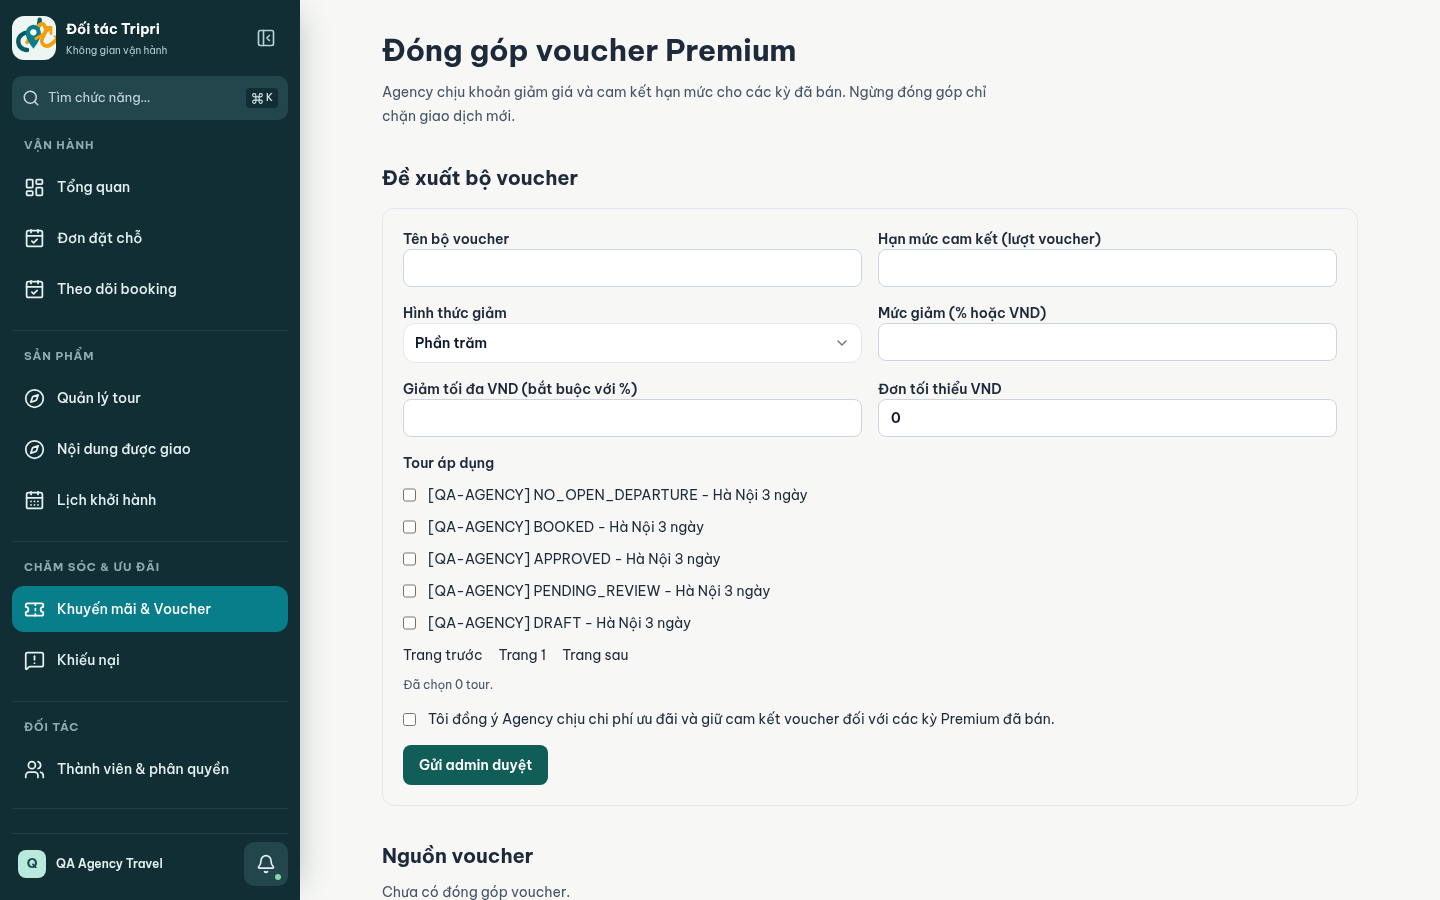 Đối tác Tripri
Không gian vận hành
Tìm chức năng...
⌘K
VẬN HÀNH
Tổng quan
Đơn đặt chỗ
Theo dõi booking
SẢN PHẨM
Quản lý tour
Nội dung được giao
Lịch khởi hành
CHĂM SÓC & ƯU ĐÃI
Khuyến mãi & Voucher
Khiếu nại
ĐỐI TÁC
Thành viên & phân quyền
Q
QA Agency Travel
Đóng góp voucher Premium
Agency chịu khoản giảm giá và cam kết hạn mức cho các kỳ đã bán. Ngừng đóng góp chỉ
chặn giao dịch mới.
Đề xuất bộ voucher
Tên bộ voucher
Hạn mức cam kết (lượt voucher)
Hình thức giảm
Mức giảm (% hoặc VND)
Phần trăm
Giảm tối đa VND (bắt buộc với %)
Đơn tối thiểu VND
0
Tour áp dụng
[QA-AGENCY] NO_OPEN_DEPARTURE - Hà Nội 3 ngày
[QA-AGENCY] BOOKED - Hà Nội 3 ngày
[QA-AGENCY] APPROVED - Hà Nội 3 ngày
[QA-AGENCY] PENDING_REVIEW - Hà Nội 3 ngày
[QA-AGENCY] DRAFT - Hà Nội 3 ngày
Trang trước Trang 1 Trang sau
Đã chọn 0 tour.
Tôi đồng ý Agency chịu chi phí ưu đãi và giữ cam kết voucher đối với các kỳ Premium đã bán.
Gửi admin duyệt
Nguồn voucher
Chưa có đóng góp voucher.